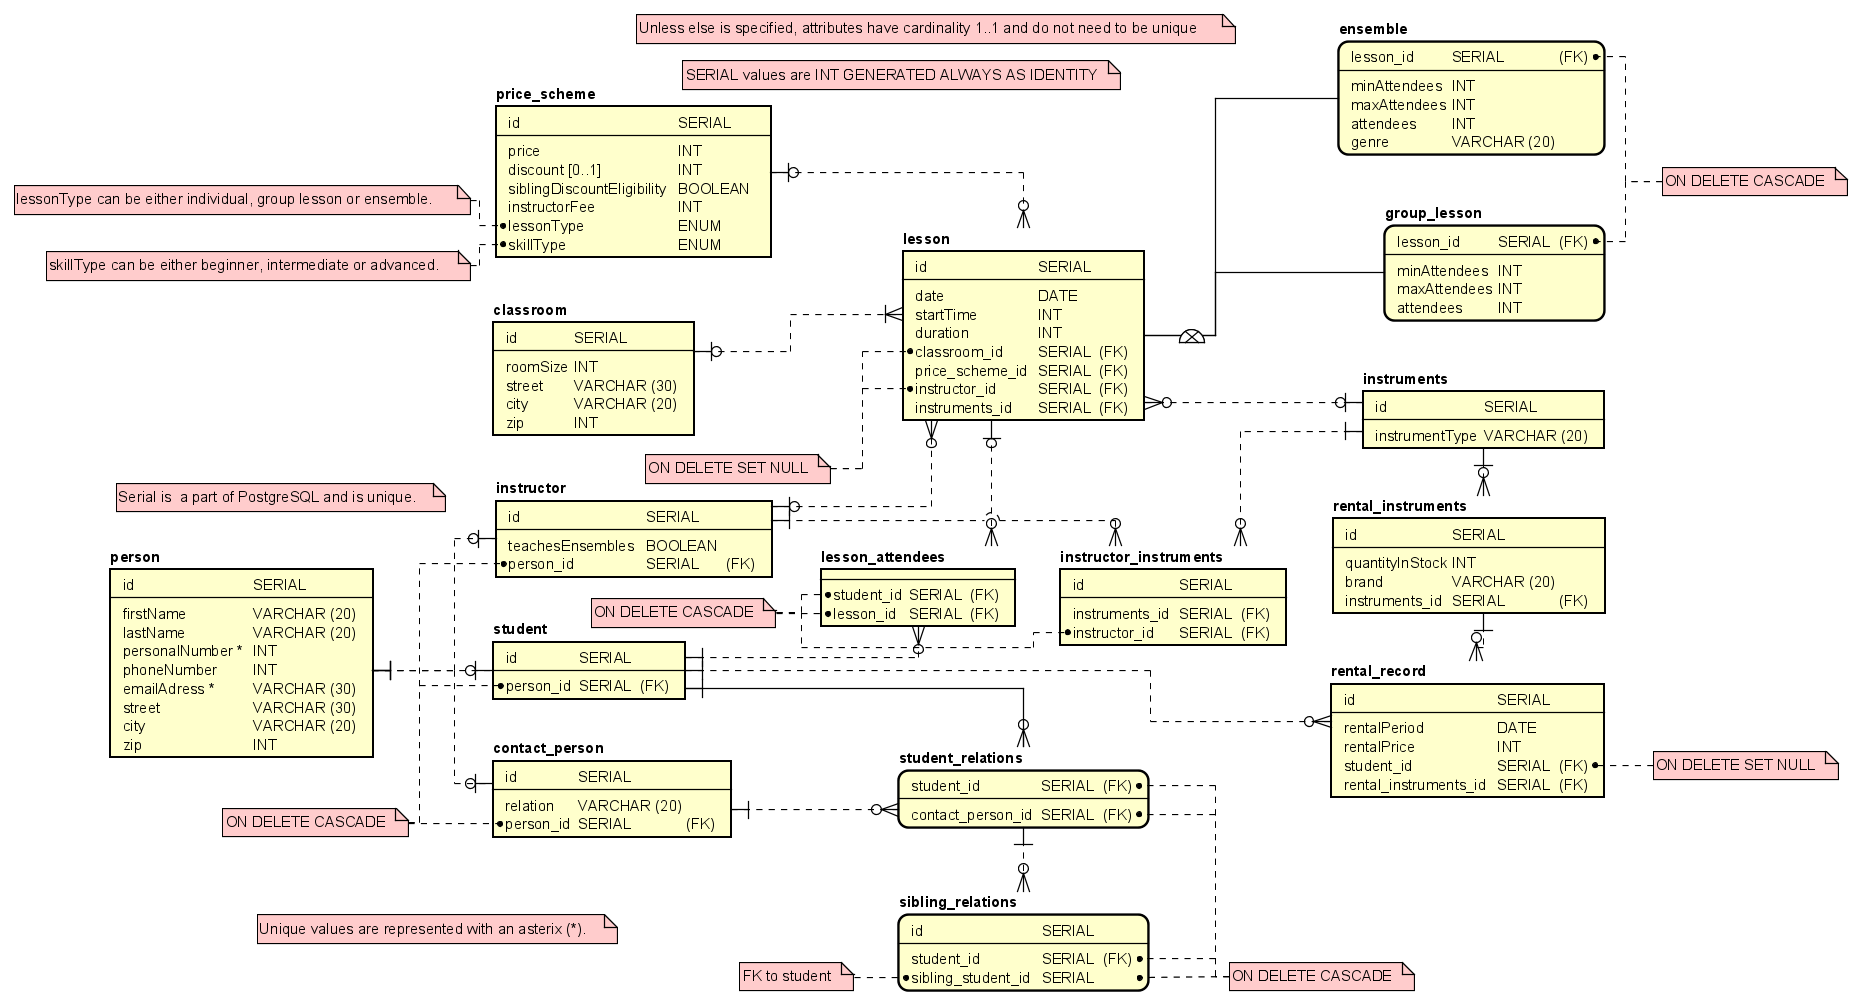 Unless else is specified, attributes have cardinality 1..1 and do not need to be unique
SERIAL values are INT GENERATED ALWAYS AS IDENTITY
ensemble
lesson_id SERIAL (FK)
minAttendees INT
maxAttendees INT
attendees INT
genre VARCHAR (20)
ON DELETE CASCADE
price_scheme
id SERIAL
price INT
discount [0..1] INT
siblingDiscountEligibility BOOLEAN
instructorFee INT
lessonType ENUM
skillType ENUM
lessonType can be either individual, group lesson or ensemble.
skillType can be either beginner, intermediate or advanced.
group_lesson
lesson_id SERIAL (FK)
minAttendees INT
maxAttendees INT
attendees INT
lesson
id SERIAL
date DATE
startTime INT
duration INT
classroom_id SERIAL (FK)
price_scheme_id SERIAL (FK)
instructor_id SERIAL (FK)
instruments_id SERIAL (FK)
classroom
id SERIAL
roomSize INT
street VARCHAR (30)
city VARCHAR (20)
zip INT
ON DELETE SET NULL
instruments
id SERIAL
instrumentType VARCHAR (20)
Serial is  a part of PostgreSQL and is unique.
instructor
id SERIAL
teachesEnsembles BOOLEAN
person_id SERIAL (FK)
rental_instruments
id SERIAL
quantityInStock INT
brand VARCHAR (20)
instruments_id SERIAL (FK)
person
id SERIAL
firstName VARCHAR (20)
lastName VARCHAR (20)
personalNumber * INT
phoneNumber INT
emailAdress * VARCHAR (30)
street VARCHAR (30)
city VARCHAR (20)
zip INT
lesson_attendees
student_id SERIAL (FK)
lesson_id SERIAL (FK)
ON DELETE CASCADE
instructor_instruments
id SERIAL
instruments_id SERIAL (FK)
instructor_id SERIAL (FK)
student
id SERIAL
person_id SERIAL (FK)
rental_record
id SERIAL
rentalPeriod DATE
rentalPrice INT
student_id SERIAL (FK)
rental_instruments_id SERIAL (FK)
ON DELETE SET NULL
contact_person
id SERIAL
relation VARCHAR (20)
person_id SERIAL (FK)
ON DELETE CASCADE
student_relations
student_id SERIAL (FK)
contact_person_id SERIAL (FK)
sibling_relations
id SERIAL
student_id SERIAL (FK)
sibling_student_id SERIAL
Unique values are represented with an asterix (*).
FK to student
ON DELETE CASCADE